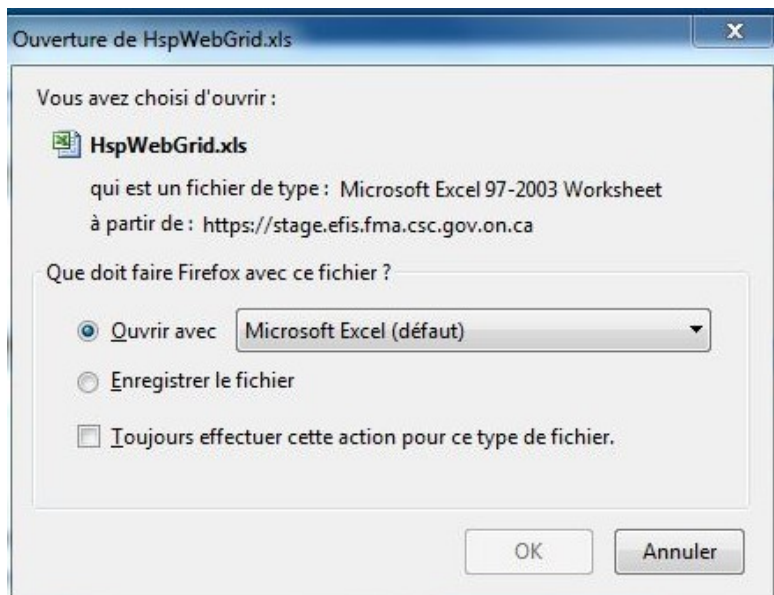 Ouverture de HspWebGrid.xls
Vous avez choisi d'ouvrir :
HspWebGrid.xls
qui est un fichier de type : Microsoft Excel 97-2003 Worksheet
à partir de : https://stage.efis.fma.csc.gov.on.ca
Que doit faire Firefox avec ce fichier ?
Ouvrir avec Microsoft Excel (défaut)
Enregistrer le fichier
Toujours effectuer cette action pour ce type de fichier.
OK Annuler